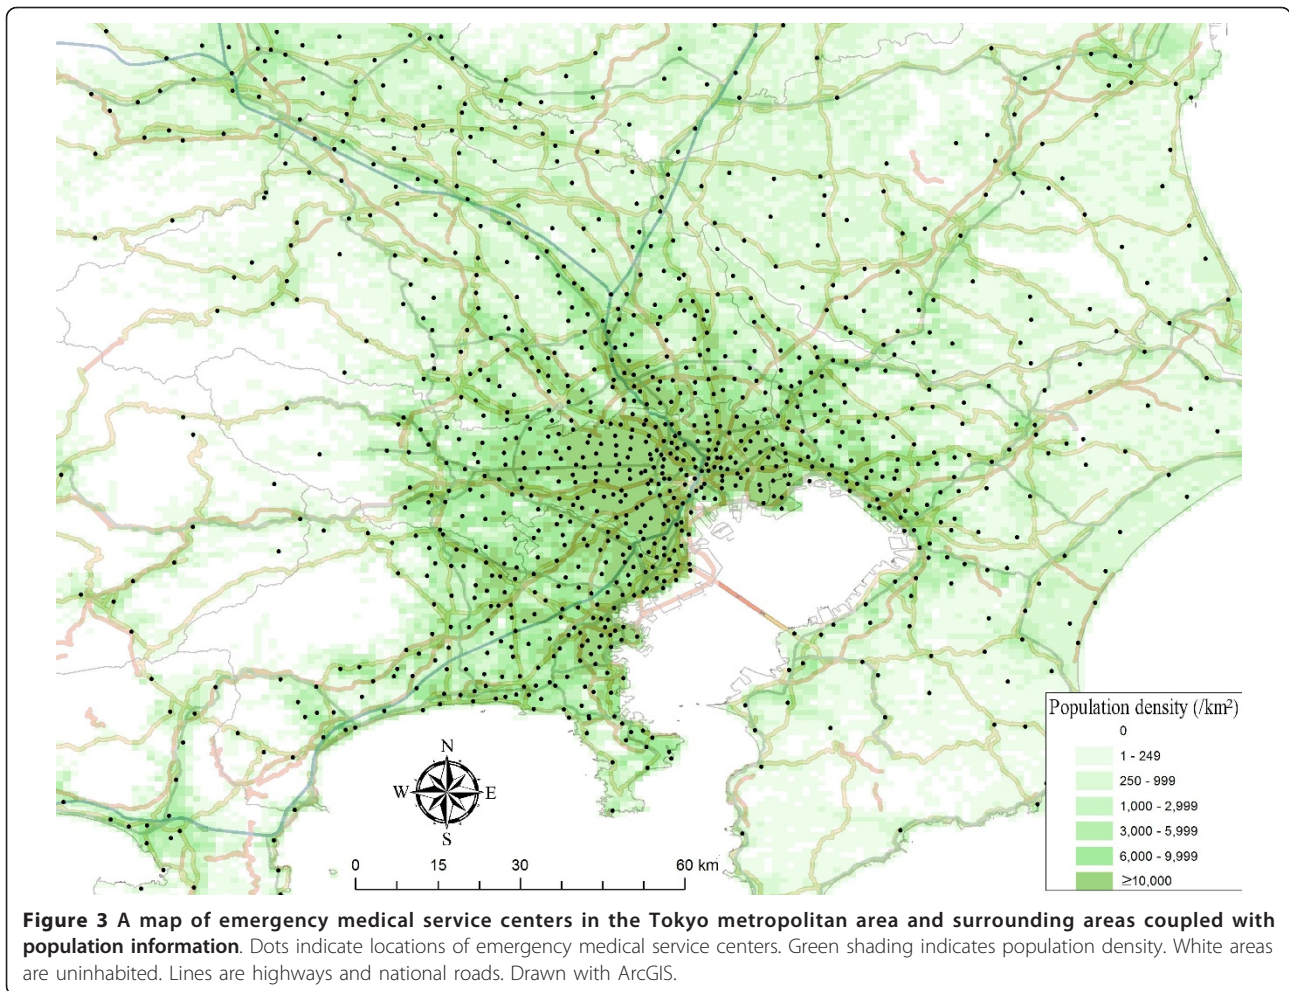 Population density (/km²)
0
1 - 249
250 - 999
1,000 - 2,999
3,000 - 5,999
6,000 - 9,999
≥10,000
N
W E
S
0 15 30 60 km
Figure 3 A map of emergency medical service centers in the Tokyo metropolitan area and surrounding areas coupled with
population information. Dots indicate locations of emergency medical service centers. Green shading indicates population density. White areas
are uninhabited. Lines are highways and national roads. Drawn with ArcGIS.